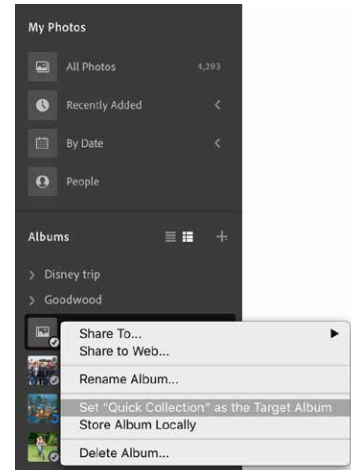 My Photos
All Photos 4,293
Recently Added
By Date
People
Albums
Disney trip
Goodwood
Share To...
Share to Web...
Rename Album...
Set "Quick Collection" as the Target Album
Store Album Locally
Delete Album...